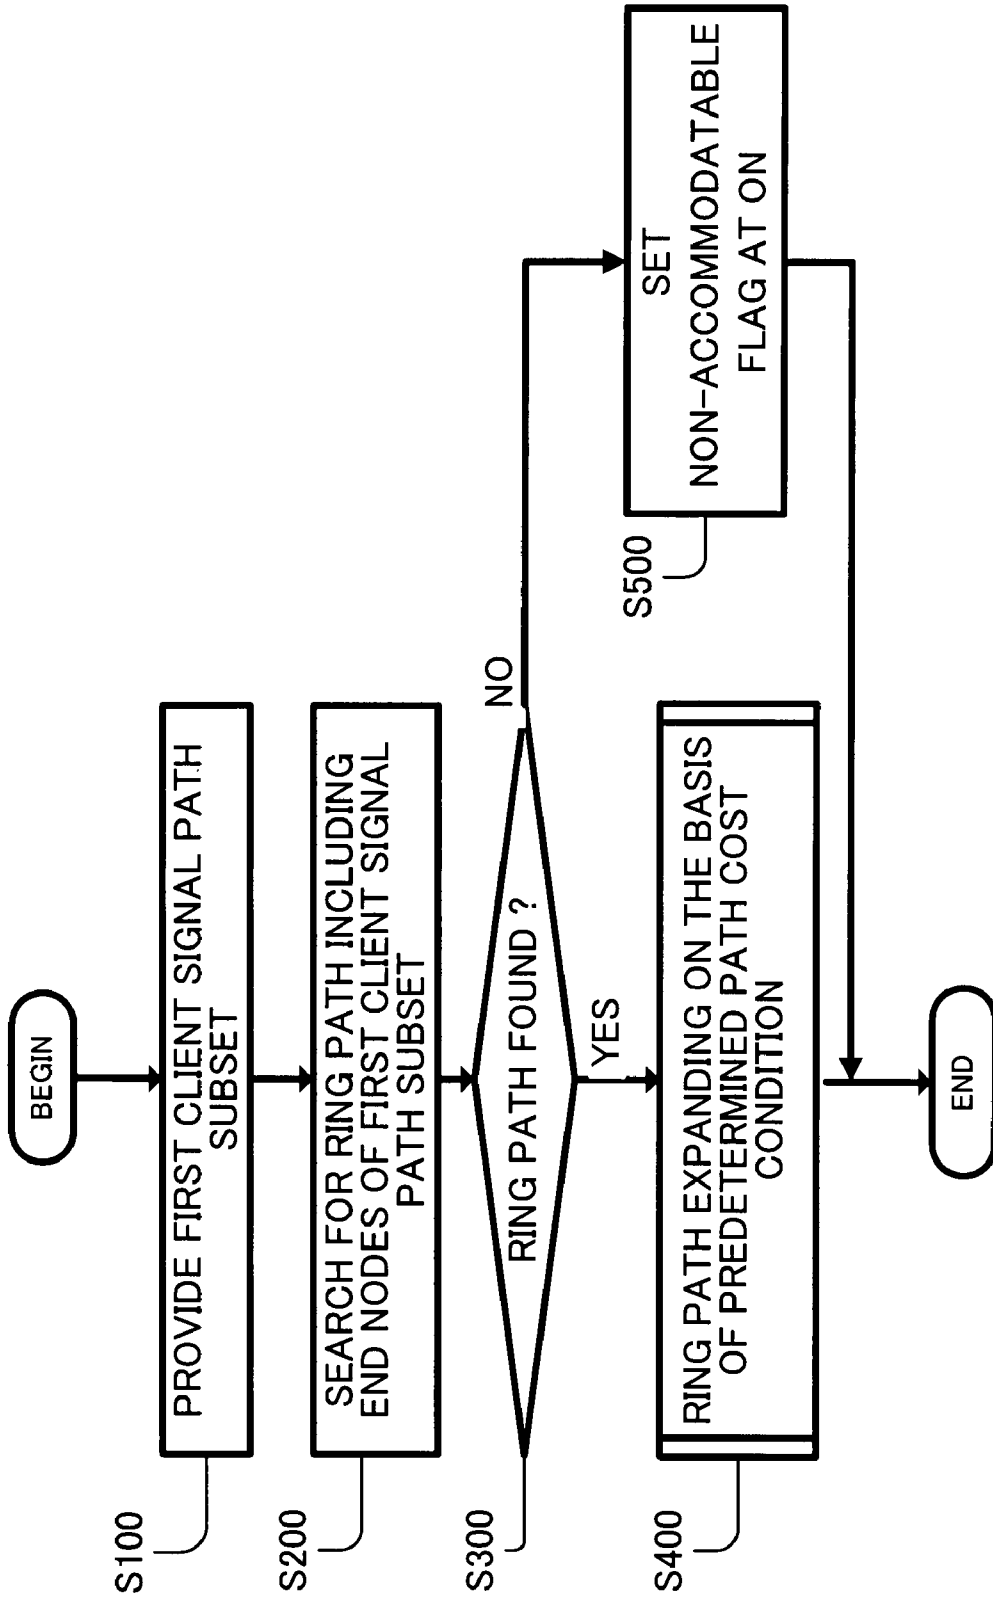 BEGIN
S100
PROVIDE FIRST CLIENT SIGNAL PATH
SUBSET
S200
SEARCH FOR RING PATH INCLUDING
END NODES OF FIRST CLIENT SIGNAL
PATH SUBSET
S300
RING PATH FOUND ?
NO
YES
S400
RING PATH EXPANDING ON THE BASIS
OF PREDETERMINED PATH COST
CONDITION
S500
SET
NON-ACCOMMODATABLE
FLAG AT ON
END